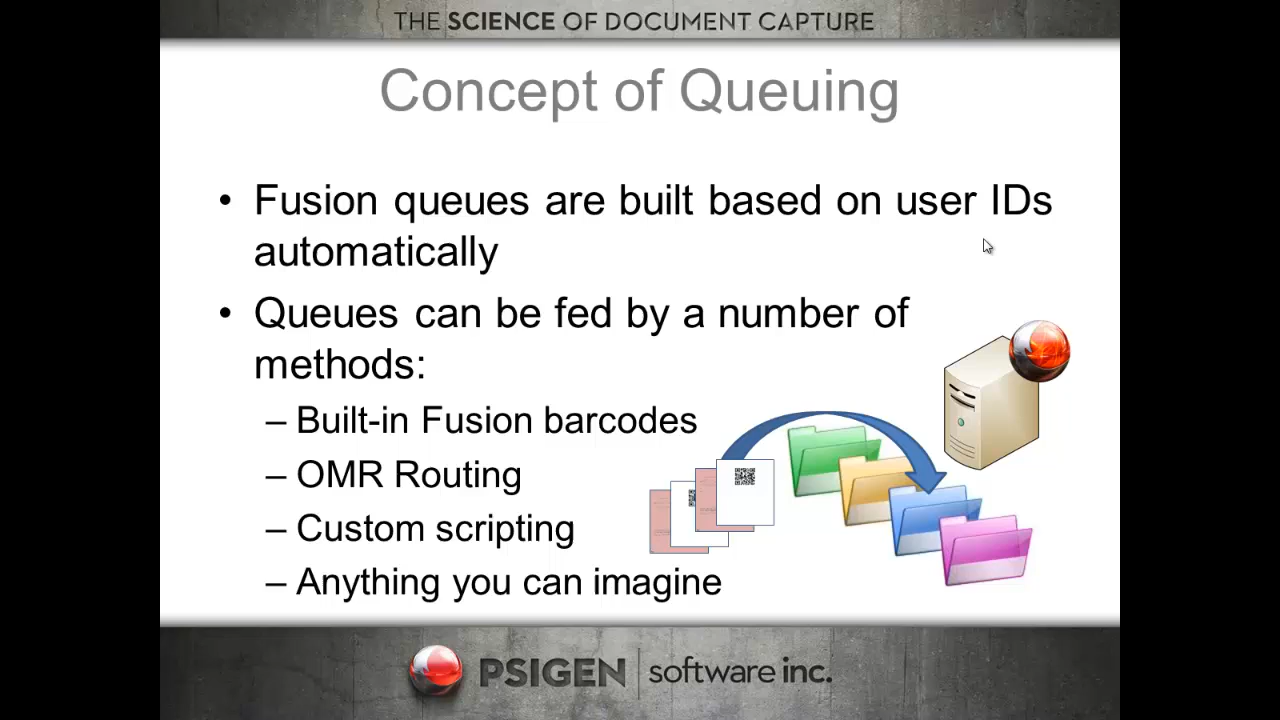 THE SCIENCE OF DOCUMENT CAPTURE
Concept of Queuing
• Fusion queues are built based on user IDs
automatically
• Queues can be fed by a number of
methods:
– Built-in Fusion barcodes
– OMR Routing
– Custom scripting
– Anything you can imagine
PSIGEN software inc.